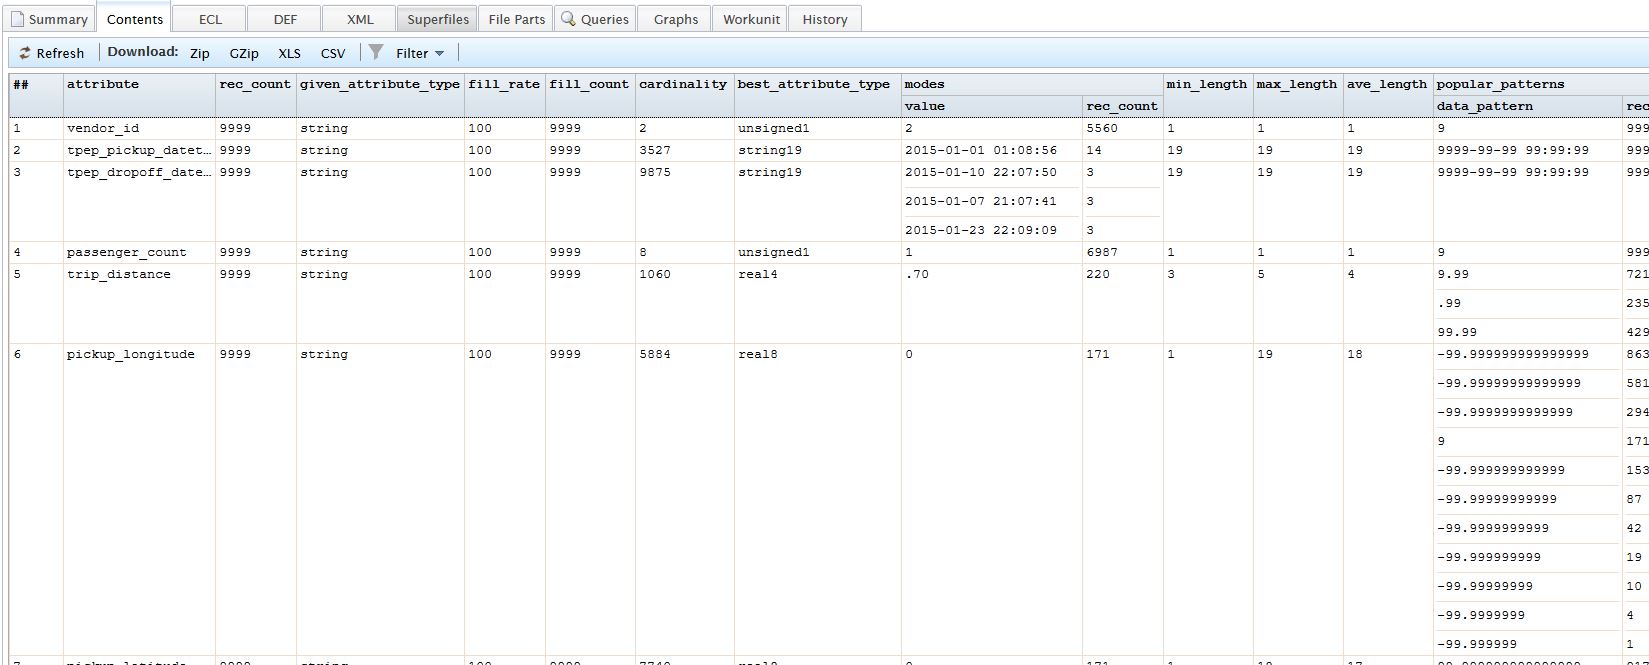 Summary Contents ECL DEF XML Superfiles File Parts Queries Graphs Workunit History
Refresh Download: Zip GZip XLS CSV Filter
## attribute rec_count given_attribute_type fill_rate fill_count cardinality best_attribute_type modes min_length max_length ave_length popular_patterns
value rec_count data_pattern rec
1 vendor_id 9999 string 100 9999 2 unsigned1 2 5560 1 1 1 9 999
2 tpep_pickup_datet... 9999 string 100 9999 3527 string19 2015-01-01 01:08:56 14 19 19 19 9999-99-99 99:99:99 999
3 tpep_dropoff_date... 9999 string 100 9999 9875 string19 2015-01-10 22:07:50 3 19 19 19 9999-99-99 99:99:99 999
2015-01-07 21:07:41 3
2015-01-23 22:09:09 3
4 passenger_count 9999 string 100 9999 8 unsigned1 1 6987 1 1 1 9 999
5 trip_distance 9999 string 100 9999 1060 real4 .70 220 3 5 4 9.99 721
.99 235
99.99 429
6 pickup_longitude 9999 string 100 9999 5884 real8 0 171 1 19 18 -99.999999999999999 863
-99.99999999999999 581
-99.9999999999999 294
9 171
-99.999999999999 153
-99.99999999999 87
-99.9999999999 42
-99.999999999 19
-99.99999999 10
-99.9999999 4
-99.999999 1